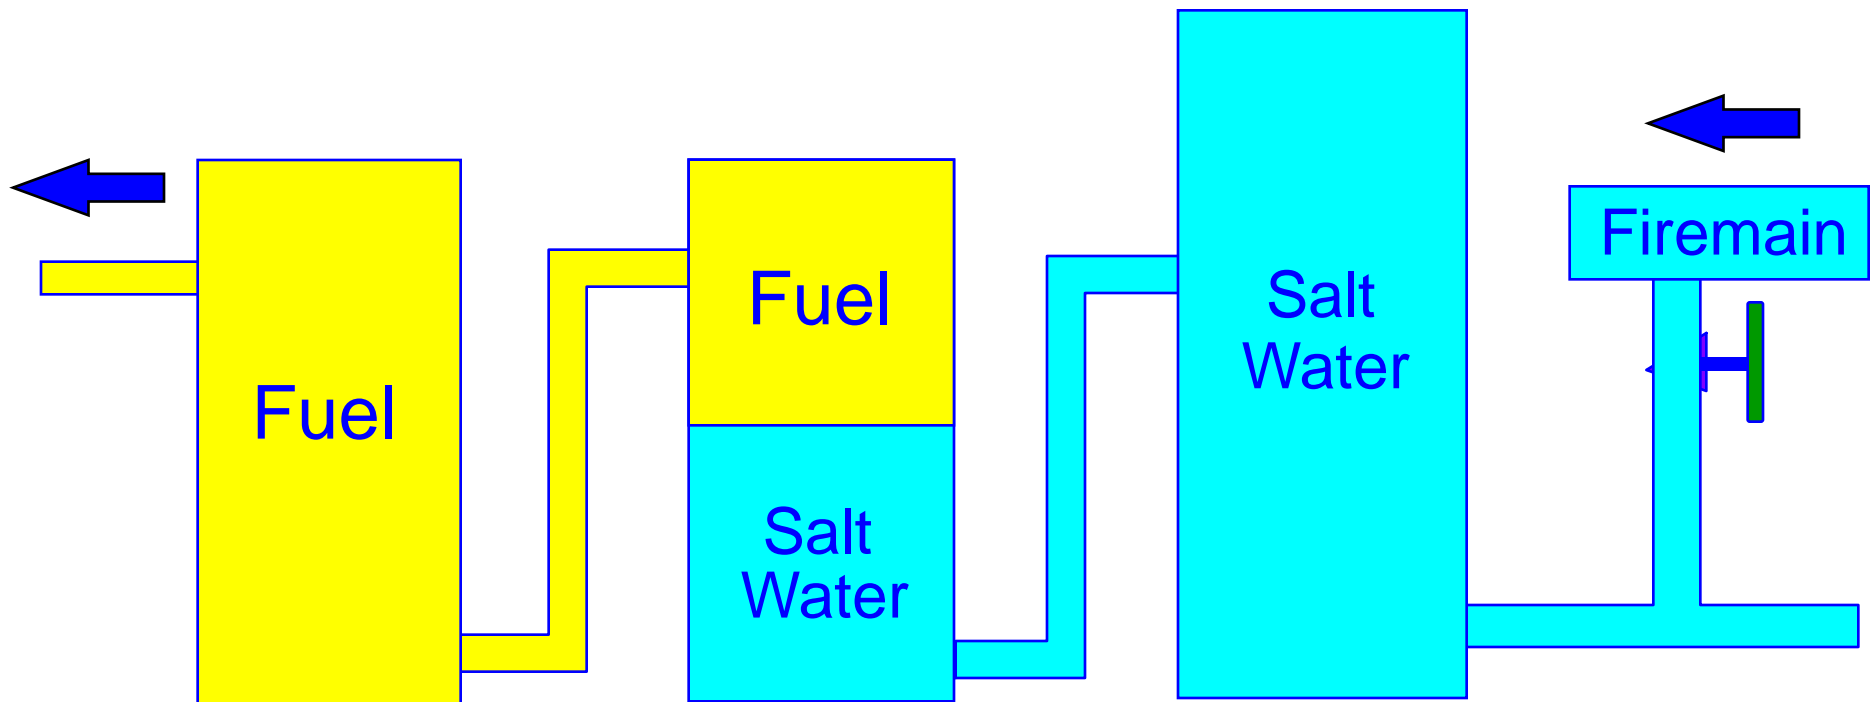 Fuel
Fuel
Salt
Water
Salt
Water
Firemain